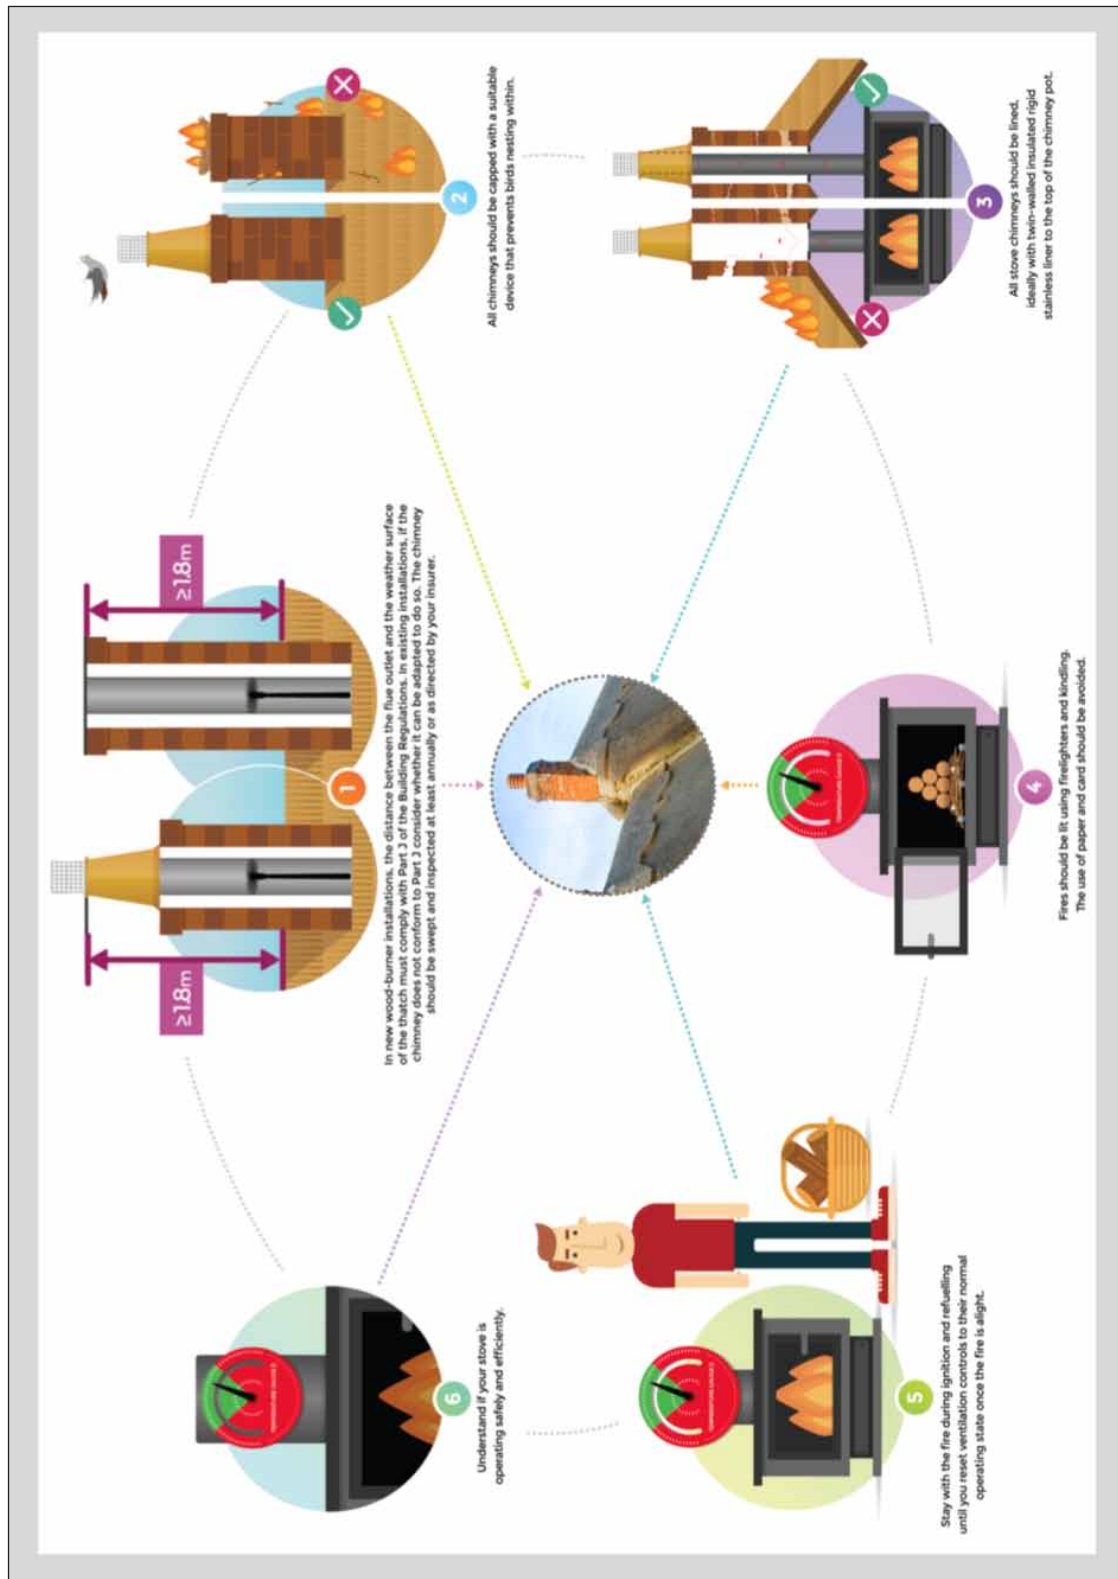 ≥1.8m
≥1.8m
1
In new wood-burner installations, the distance between the flue outlet and the weather surface
of the thatch must comply with Part J of the Building Regulations. In existing installations, if the
chimney does not conform to Part J consider whether it can be adapted to do so. The chimney
should be swept and inspected at least annually or as directed by your insurer.
2
All chimneys should be capped with a suitable
device that prevents birds nesting within.
3
All stove chimneys should be lined,
ideally with twin-walled insulated rigid
stainless liner to the top of the chimney pot.
4
Fires should be lit using firelighters and kindling.
The use of paper and card should be avoided.
5
Stay with the fire during ignition and refuelling
until you reset ventilation controls to their normal
operating state once the fire is alight.
6
Understand if your stove is
operating safely and efficiently.